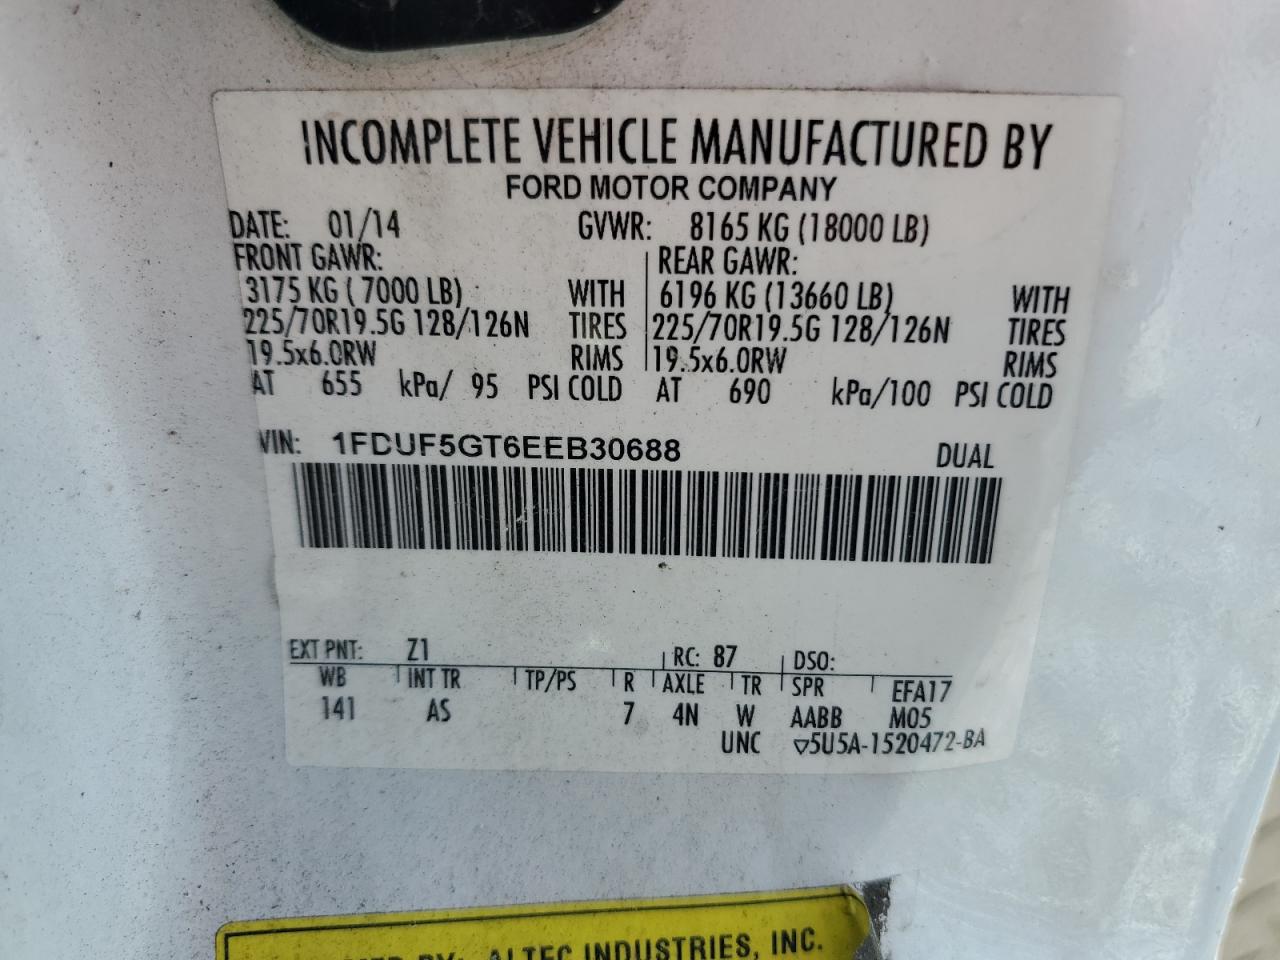 INCOMPLETE VEHICLE MANUFACTURED BY
FORD MOTOR COMPANY
DATE: 01/14 GVWR: 8165 KG (18000 LB)
FRONT GAWR: REAR GAWR:
3175 KG ( 7000 LB) WITH 6196 KG (13660 LB) WITH
225/70R19.5G 128/126N TIRES 225/70R19.5G 128/126N TIRES
19.5x6.0RW RIMS 19.5x6.0RW RIMS
AT 655 kPa/ 95 PSI COLD AT 690 kPa/100 PSI COLD
VIN: 1FDUF5GT6EEB30688 DUAL
EXT PNT: Z1 RC: 87 DSO:
WB INT TR TP/PS R AXLE TR SPR EFA17
141 AS 7 4N W AABB M05
UNC ▽5U5A-1520472-BA
BY: ALTEC INDUSTRIES, INC.